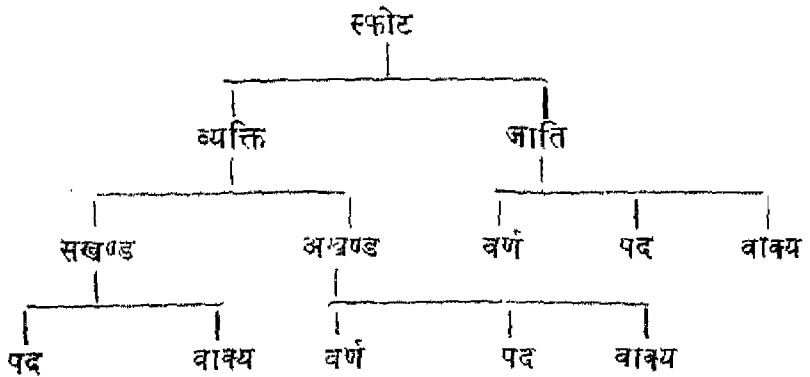 स्फोट
व्यक्ति जाति
सखण्ड अखण्ड वर्ण पद वाक्य
पद वाक्य वर्ण पद वाक्य